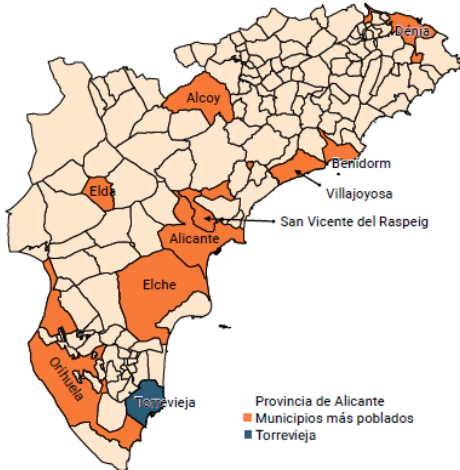 Dénia
Alcoy
Benidorm
Elda
Villajoyosa
San Vicente del Raspeig
Alicante
Elche
Orihuela
Torrevieja
Provincia de Alicante
Municipios más poblados
Torrevieja